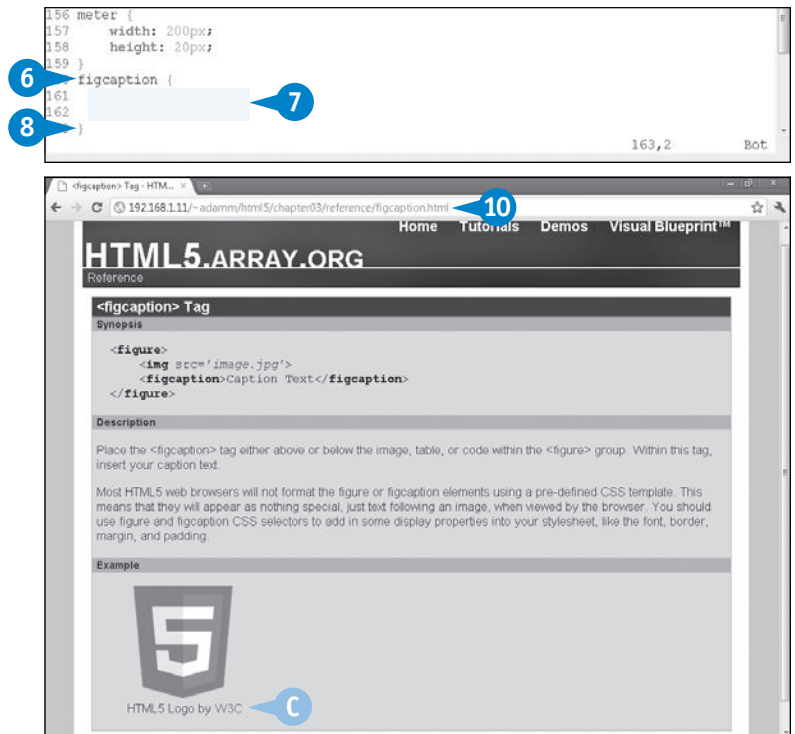 156 meter {
157     width: 200px;
158     height: 20px;
159 }
6 figcaption {
161
7
162
8 }
163,2 Bot
<figcaption> Tag - HTM...
192.168.1.11/~adamm/html5/chapter03/reference/figcaption.html 10
Home Tutorials Demos Visual Blueprint™
HTML5.ARRAY.ORG
Reference
<figcaption> Tag
Synopsis
<figure>
    <img src='image.jpg'>
    <figcaption>Caption Text</figcaption>
</figure>
Description
Place the <figcaption> tag either above or below the image, table, or code within the <figure> group. Within this tag,
insert your caption text.
Most HTML5 web browsers will not format the figure or figcaption elements using a pre-defined CSS template. This
means that they will appear as nothing special, just text following an image, when viewed by the browser. You should
use figure and figcaption CSS selectors to add in some display properties into your stylesheet, like the font, border,
margin, and padding.
Example
5
HTML5 Logo by W3C C